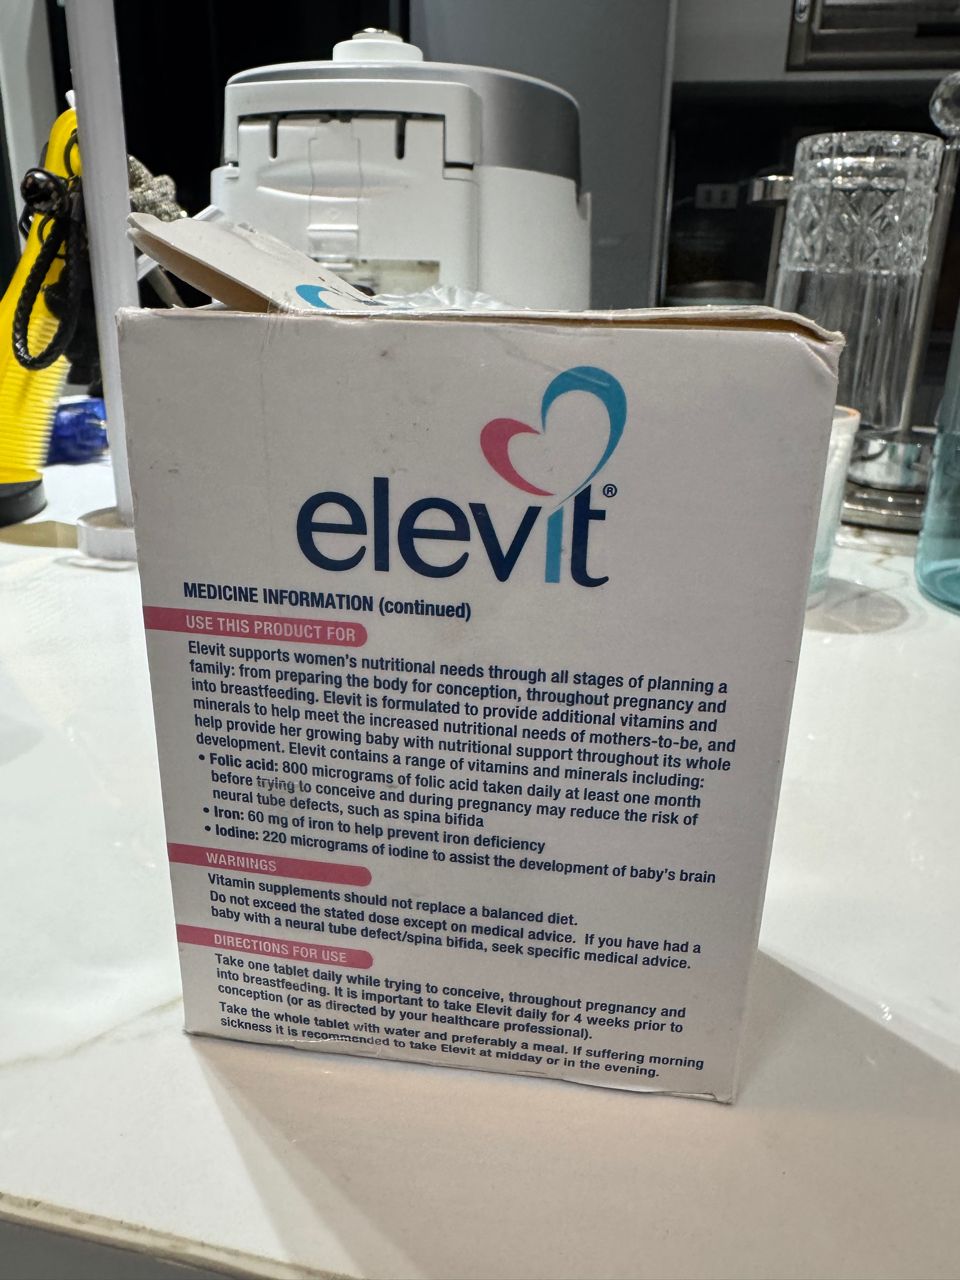 elevit®
MEDICINE INFORMATION (continued)
USE THIS PRODUCT FOR
Elevit supports women's nutritional needs through all stages of planning a
family: from preparing the body for conception, throughout pregnancy and
into breastfeeding. Elevit is formulated to provide additional vitamins and
minerals to help meet the increased nutritional needs of mothers-to-be, and
help provide her growing baby with nutritional support throughout its whole
development. Elevit contains a range of vitamins and minerals including:
• Folic acid: 800 micrograms of folic acid taken daily at least one month
before trying to conceive and during pregnancy may reduce the risk of
neural tube defects, such as spina bifida
• Iron: 60 mg of iron to help prevent iron deficiency
• Iodine: 220 micrograms of iodine to assist the development of baby's brain
WARNINGS
Vitamin supplements should not replace a balanced diet.
Do not exceed the stated dose except on medical advice. If you have had a
baby with a neural tube defect/spina bifida, seek specific medical advice.
DIRECTIONS FOR USE
Take one tablet daily while trying to conceive, throughout pregnancy and
into breastfeeding. It is important to take Elevit daily for 4 weeks prior to
conception (or as directed by your healthcare professional).
Take the whole tablet with water and preferably a meal. If suffering morning
sickness it is recommended to take Elevit at midday or in the evening.